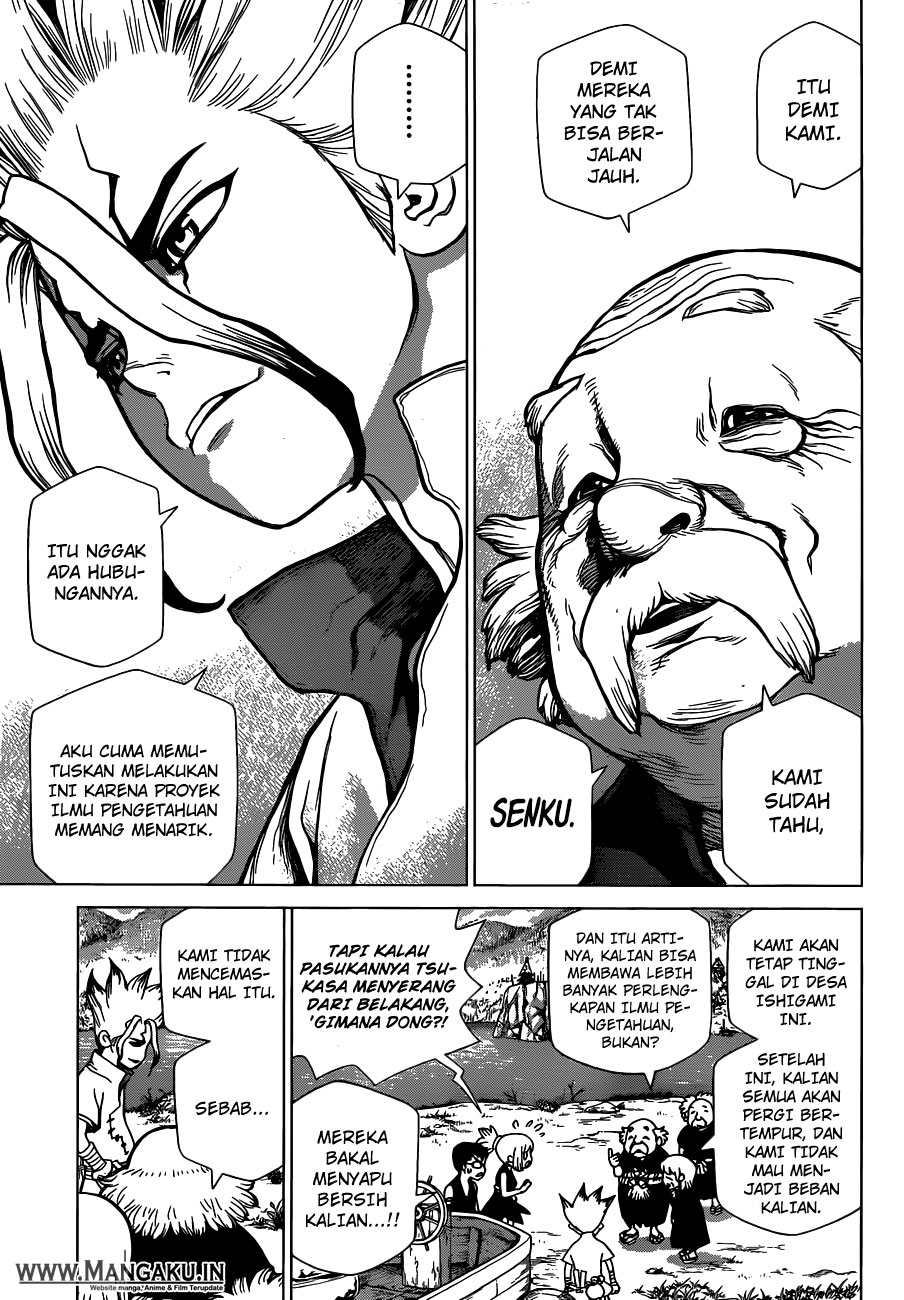 ITU
DEMI
KAMI.
DEMI
MEREKA
YANG TAK
BISA BER-
JALAN
JAUH.
KAMI
SUDAH
TAHU,
SENKU.
........
ITU NGGAK
ADA HUBU-
NGANNYA.
AKU CUMA MEMU-
TUSKAN MELAKUKAN
INI KARENA PROYEK
ILMU PENGETAHUAN
MEMANG MENARIK.
KAMI AKAN
TETAP TING-
GAL DI DESA
ISHIGAMI
INI.
SETELAH
INI, KALIAN
SEMUA AKAN
PERGI BER-
TEMPUR, DAN
KAMI TIDAK
MAU MEN-
JADI BEBAN
KALIAN.
DAN ITU ARTI-
NYA, KALIAN BISA
MEMBAWA LEBIH
BANYAK PERLENG-
KAPAN ILMU PE-
NGETAHUAN,
BUKAN?
TAPI KALAU
PASUKANNYA TSU-
KASA MENYERANG
DARI BELAKANG,
'GIMANA DONG?!
MEREKA
BAKAL
MENYAPU
BERSIH
KALIAN...!!
KAMI TIDAK
MENCEMAS-
KAN HAL ITU.
SEBAB...
WWW.MANGAKU.IN
Website manga, Anime & Film Terupdate